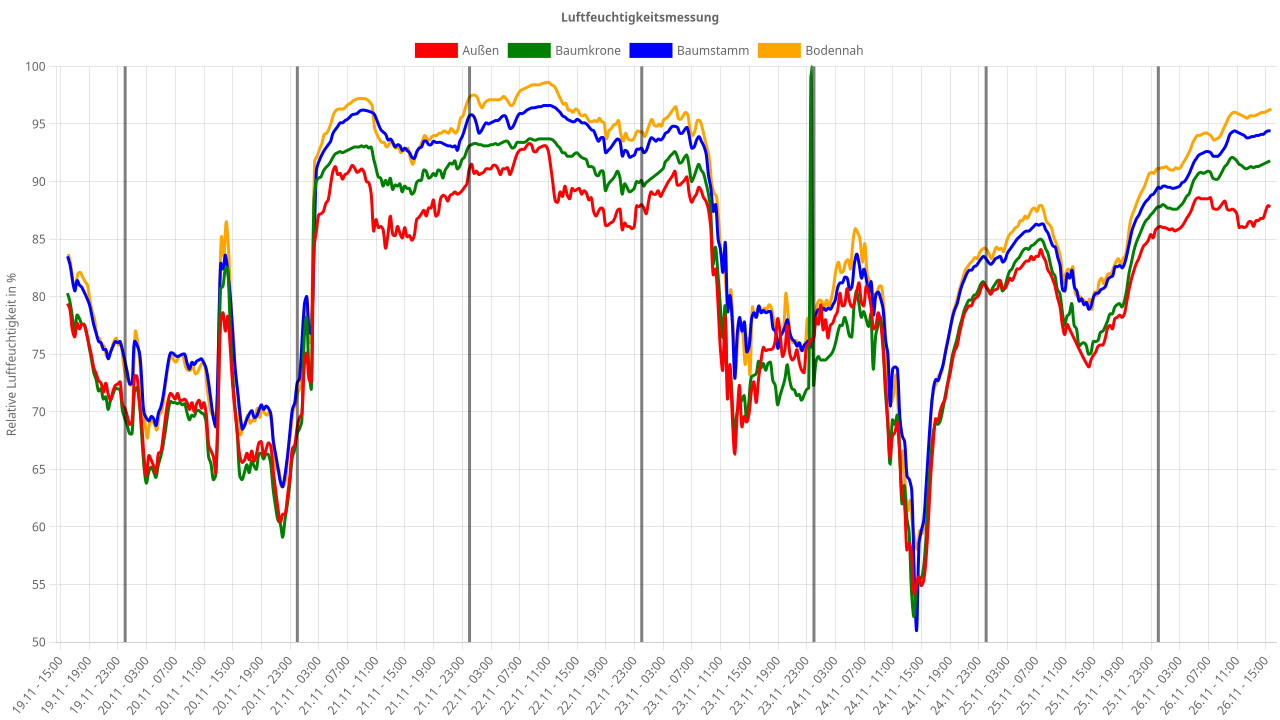 Luftfeuchtigkeitsmessung
Außen Baumkrone Baumstamm Bodennah
Relative Luftfeuchtigkeit in %
100
95
90
85
80
75
70
65
60
55
50
19.11 - 15:00
19.11 - 19:00
19.11 - 23:00
20.11 - 03:00
20.11 - 07:00
20.11 - 11:00
20.11 - 15:00
20.11 - 19:00
20.11 - 23:00
21.11 - 03:00
21.11 - 07:00
21.11 - 11:00
21.11 - 15:00
21.11 - 19:00
21.11 - 23:00
22.11 - 03:00
22.11 - 07:00
22.11 - 11:00
22.11 - 15:00
22.11 - 19:00
22.11 - 23:00
23.11 - 03:00
23.11 - 07:00
23.11 - 11:00
23.11 - 15:00
23.11 - 19:00
23.11 - 23:00
24.11 - 03:00
24.11 - 07:00
24.11 - 11:00
24.11 - 15:00
24.11 - 19:00
24.11 - 23:00
25.11 - 03:00
25.11 - 07:00
25.11 - 11:00
25.11 - 15:00
25.11 - 19:00
25.11 - 23:00
26.11 - 03:00
26.11 - 07:00
26.11 - 11:00
26.11 - 15:00